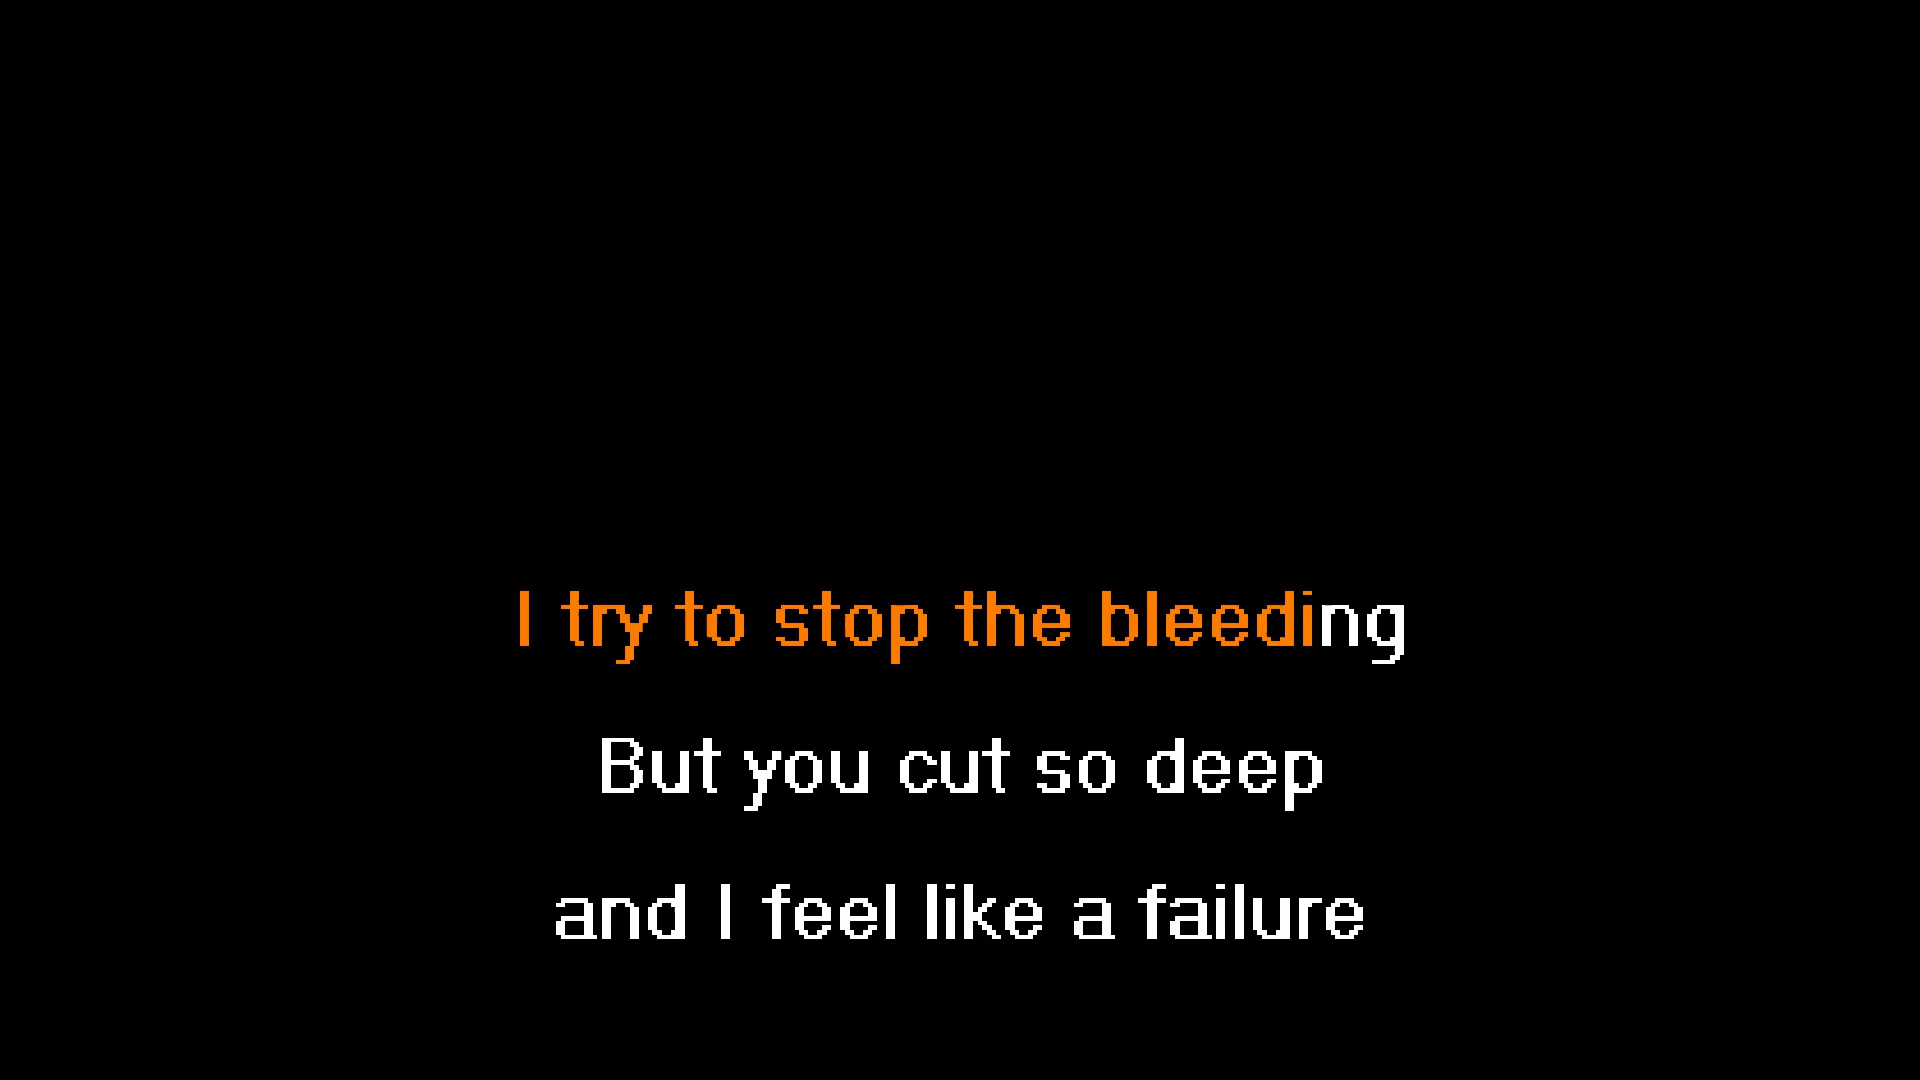 I try to stop the bleeding
But you cut so deep
and I feel like a failure